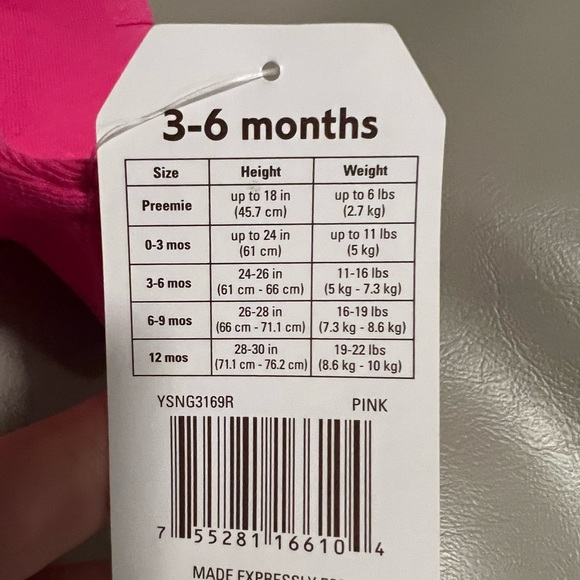 3-6 months
Size Height Weight
Preemie up to 18 in (45.7 cm) up to 6 lbs (2.7 kg)
0-3 mos up to 24 in (61 cm) up to 11 lbs (5 kg)
3-6 mos 24-26 in (61 cm - 66 cm) 11-16 lbs (5 kg - 7.3 kg)
6-9 mos 26-28 in (66 cm - 71.1 cm) 16-19 lbs (7.3 kg - 8.6 kg)
12 mos 28-30 in (71.1 cm - 76.2 cm) 19-22 lbs (8.6 kg - 10 kg)
YSNG3169R PINK
7 55281 16610 4
MADE EXPRESSLY